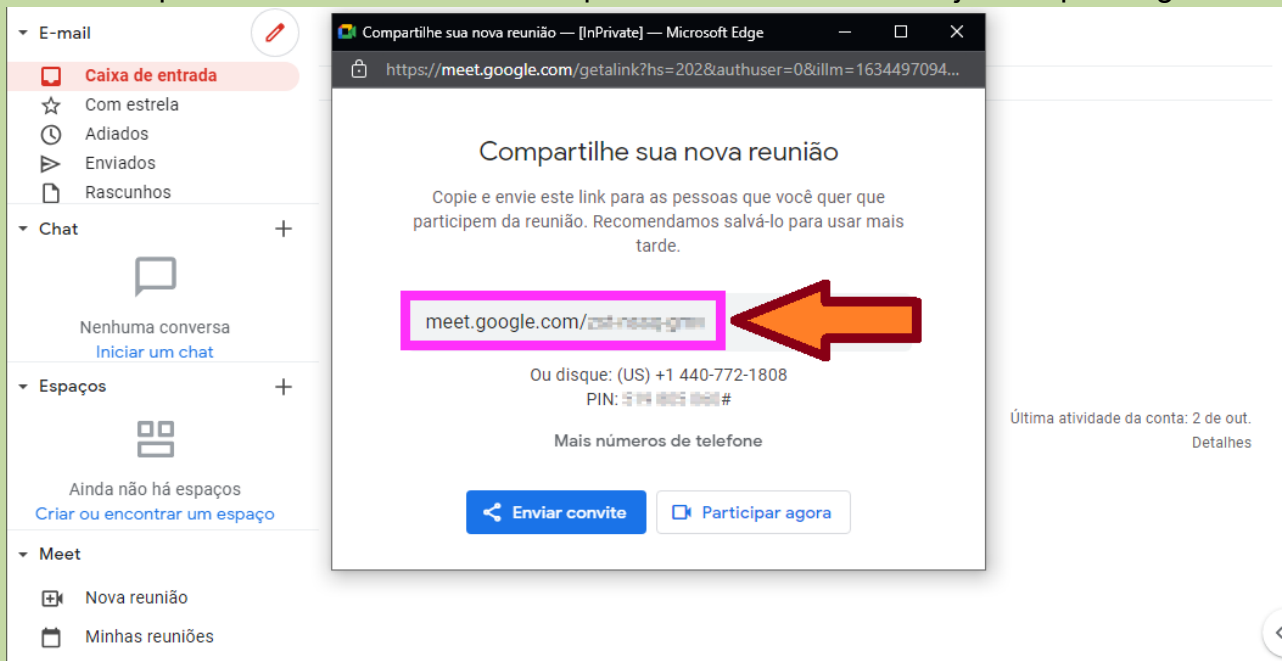 E-mail
Caixa de entrada
Com estrela
Adiados
Enviados
Rascunhos
Chat
Nenhuma conversa
Iniciar um chat
Espaços
Ainda não há espaços
Criar ou encontrar um espaço
Meet
Nova reunião
Minhas reuniões
Compartilhe sua nova reunião — [InPrivate] — Microsoft Edge
https://meet.google.com/getalink?hs=202&authuser=0&illm=1634497094...
Compartilhe sua nova reunião
Copie e envie este link para as pessoas que você quer que
participem da reunião. Recomendamos salvá-lo para usar mais
tarde.
meet.google.com/
Ou disque: (US) +1 440-772-1808
PIN: #
Mais números de telefone
Enviar convite
Participar agora
Última atividade da conta: 2 de out.
Detalhes